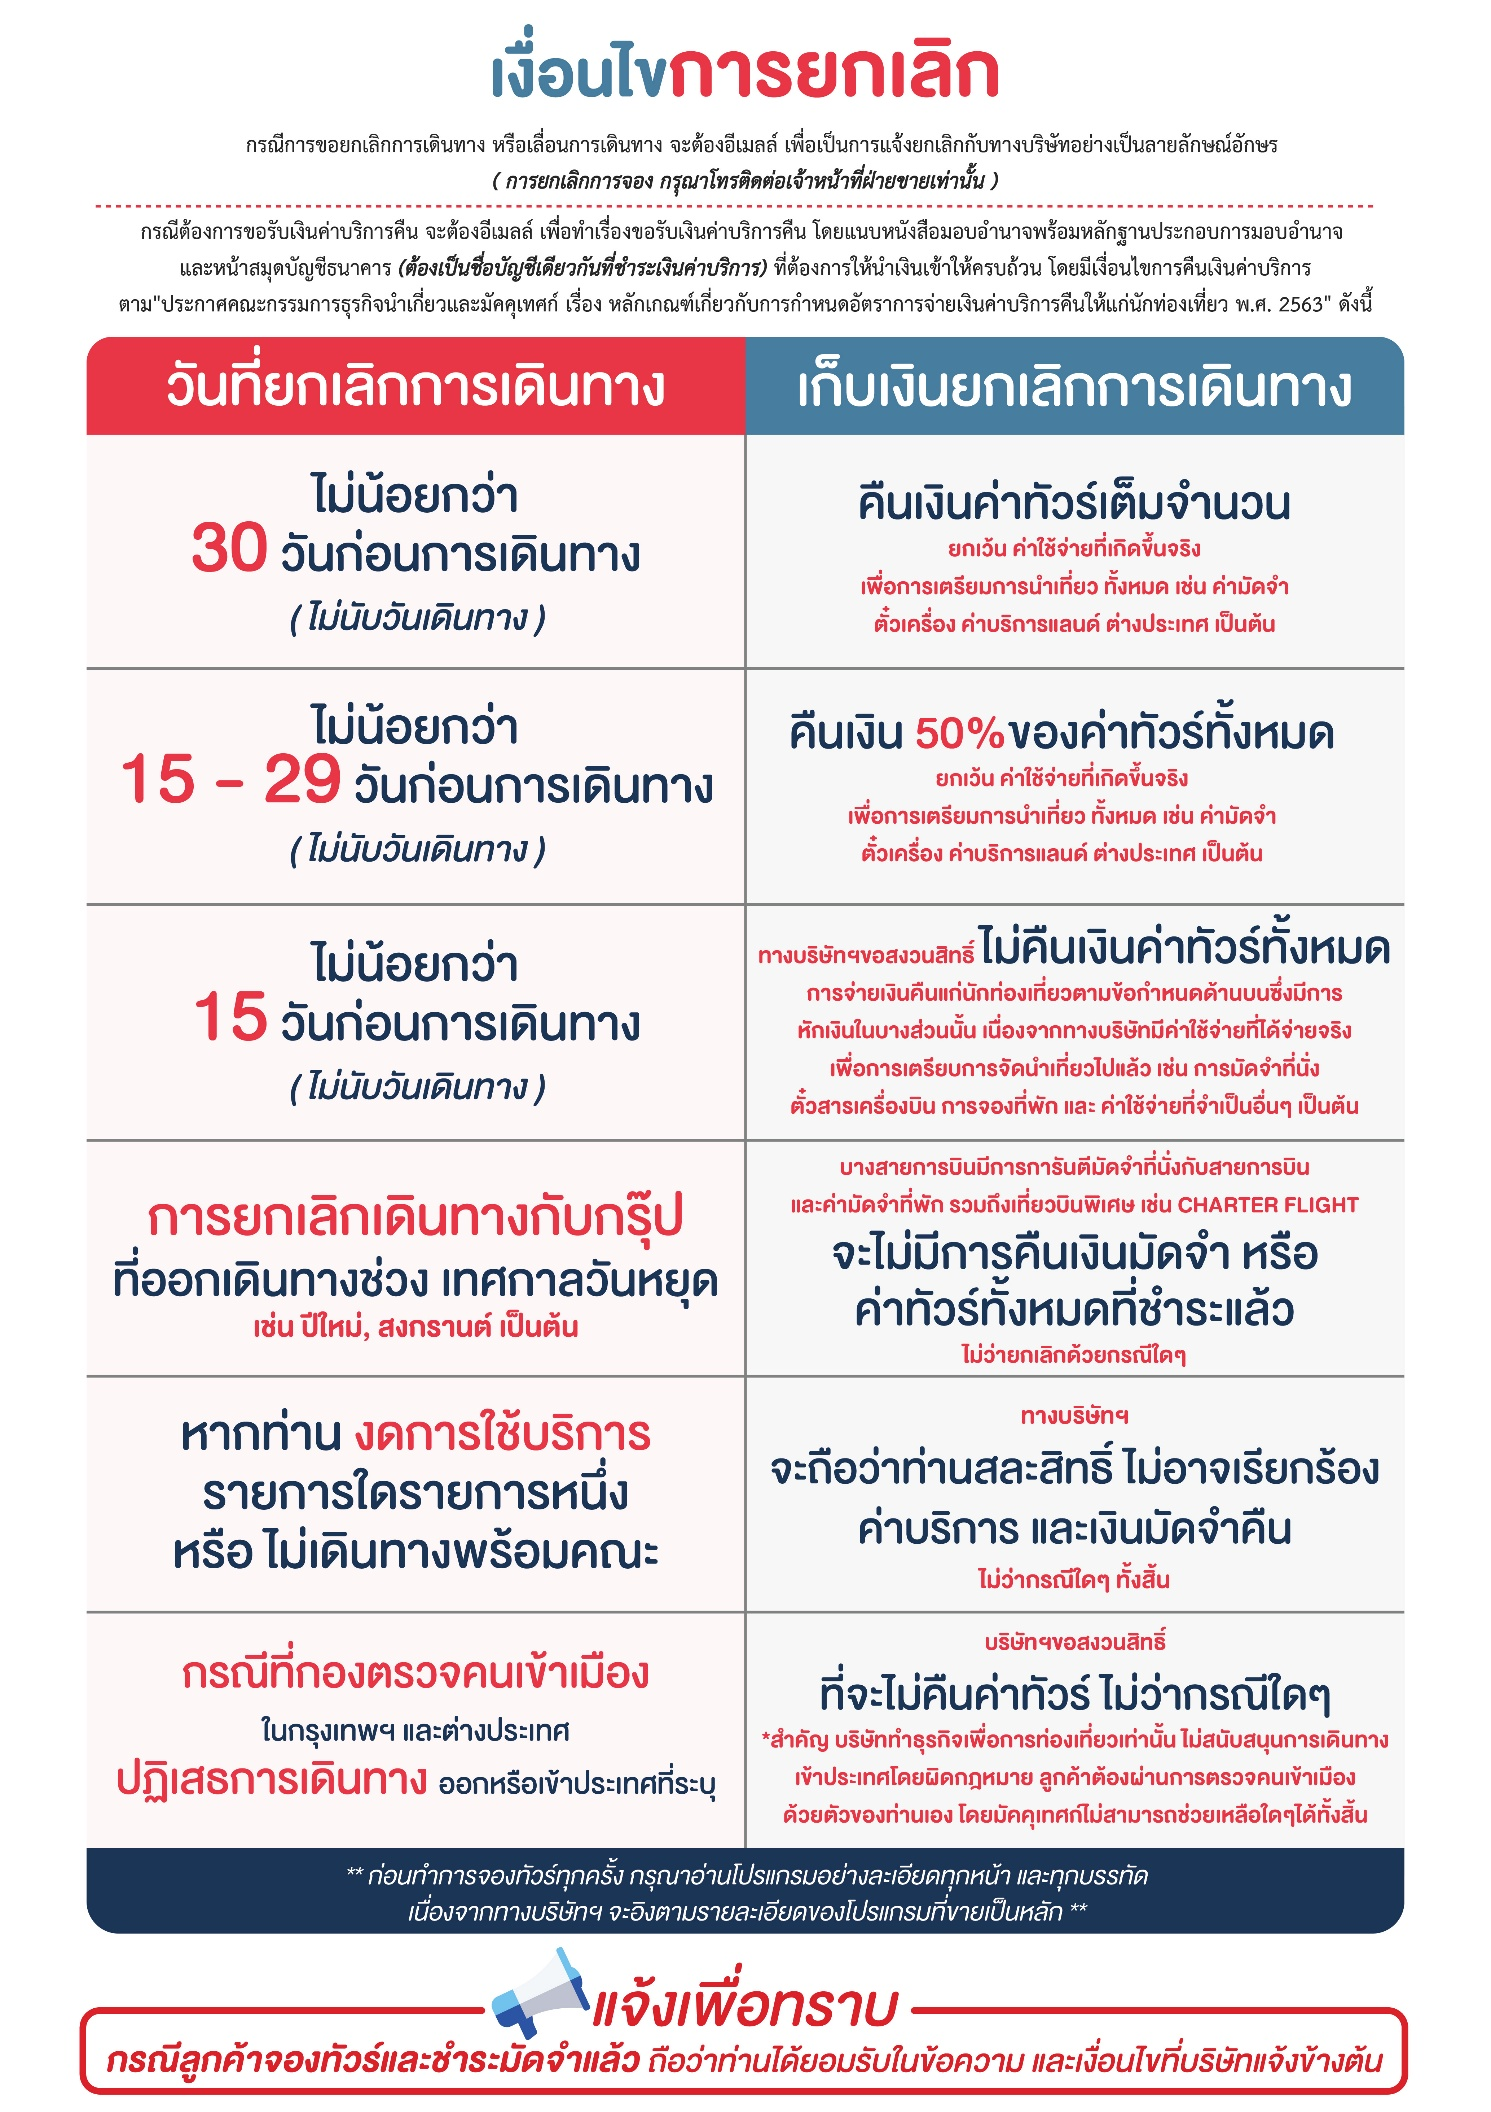 เงื่อนไขการยกเลิก
กรณีการขอยกเลิกการเดินทาง หรือเลื่อนการเดินทาง จะต้องอีเมลล์ เพื่อเป็นการแจ้งยกเลิกกับทางบริษัทอย่างเป็นลายลักษณ์อักษร
( การยกเลิกการจอง กรุณาโทรติดต่อเจ้าหน้าที่ฝ่ายขายเท่านั้น )
กรณีต้องการขอรับเงินค่าบริการคืน จะต้องอีเมลล์ เพื่อทำเรื่องขอรับเงินค่าบริการคืน โดยแนบหนังสือมอบอำนาจพร้อมหลักฐานประกอบการมอบอำนาจ
และหน้าสมุดบัญชีธนาคาร (ต้องเป็นชื่อบัญชีเดียวกันที่ชำระเงินค่าบริการ) ที่ต้องการให้นำเงินเข้าให้ครบถ้วน โดยมีเงื่อนไขการคืนเงินค่าบริการ
ตาม"ประกาศคณะกรรมการธุรกิจนำเกี่ยวและมัคคุเทศก์ เรื่อง หลักเกณฑ์เกี่ยวกับการกำหนดอัตราการจ่ายเงินค่าบริการคืนให้แก่นักท่องเที่ยว พ.ศ. 2563" ดังนี้
วันที่ยกเลิกการเดินทาง
เก็บเงินยกเลิกการเดินทาง
ไม่น้อยกว่า
30 วันก่อนการเดินทาง
( ไม่นับวันเดินทาง )
คืนเงินค่าทัวร์เต็มจำนวน
ยกเว้น ค่าใช้จ่ายที่เกิดขึ้นจริง
เพื่อการเตรียมการนำเที่ยว ทั้งหมด เช่น ค่ามัดจำ
ตั๋วเครื่อง ค่าบริการแลนด์ ต่างประเทศ เป็นต้น
ไม่น้อยกว่า
15 - 29 วันก่อนการเดินทาง
( ไม่นับวันเดินทาง )
คืนเงิน 50%ของค่าทัวร์ทั้งหมด
ยกเว้น ค่าใช้จ่ายที่เกิดขึ้นจริง
เพื่อการเตรียมการนำเที่ยว ทั้งหมด เช่น ค่ามัดจำ
ตั๋วเครื่อง ค่าบริการแลนด์ ต่างประเทศ เป็นต้น
ไม่น้อยกว่า
15 วันก่อนการเดินทาง
( ไม่นับวันเดินทาง )
ทางบริษัทฯขอสงวนสิทธิ์ ไม่คืนเงินค่าทัวร์ทั้งหมด
การจ่ายเงินคืนแก่นักท่องเที่ยวตามข้อกำหนดด้านบนซึ่งมีการ
หักเงินในบางส่วนนั้น เนื่องจากทางบริษัทมีค่าใช้จ่ายที่ได้จ่ายจริง
เพื่อการเตรียบการจัดนำเที่ยวไปแล้ว เช่น การมัดจำที่นั่ง
ตั๋วสารเครื่องบิน การจองที่พัก และ ค่าใช้จ่ายที่จำเป็นอื่นๆ เป็นต้น
การยกเลิกเดินทางกับกรุ๊ป
ที่ออกเดินทางช่วง เทศกาลวันหยุด
เช่น ปีใหม่, สงกรานต์ เป็นต้น
บางสายการบินมีการการันตีมัดจำที่นั่งกับสายการบิน
และค่ามัดจำที่พัก รวมถึงเที่ยวบินพิเศษ เช่น CHARTER FLIGHT
จะไม่มีการคืนเงินมัดจำ หรือ
ค่าทัวร์ทั้งหมดที่ชำระแล้ว
ไม่ว่ายกเลิกด้วยกรณีใดๆ
หากท่าน งดการใช้บริการ
รายการใดรายการหนึ่ง
หรือ ไม่เดินทางพร้อมคณะ
ทางบริษัทฯ
จะถือว่าท่านสละสิทธิ์ ไม่อาจเรียกร้อง
ค่าบริการ และเงินมัดจำคืน
ไม่ว่ากรณีใดๆ ทั้งสิ้น
กรณีที่กองตรวจคนเข้าเมือง
ในกรุงเทพฯ และต่างประเทศ
ปฏิเสธการเดินทาง ออกหรือเข้าประเทศที่ระบุ
บริษัทฯขอสงวนสิทธิ์
ที่จะไม่คืนค่าทัวร์ ไม่ว่ากรณีใดๆ
*สำคัญ บริษัททำธุรกิจเพื่อการท่องเที่ยวเท่านั้น ไม่สนับสนุนการเดินทาง
เข้าประเทศโดยผิดกฎหมาย ลูกค้าต้องผ่านการตรวจคนเข้าเมือง
ด้วยตัวของท่านเอง โดยมัคคุเทศก์ไม่สามารถช่วยเหลือใดๆได้ทั้งสิ้น
** ก่อนทำการจองทัวร์ทุกครั้ง กรุณาอ่านโปรแกรมอย่างละเอียดทุกหน้า และทุกบรรทัด
เนื่องจากทางบริษัทฯ จะอิงตามรายละเอียดของโปรแกรมที่ขายเป็นหลัก **
แจ้งเพื่อทราบ
กรณีลูกค้าจองทัวร์และชำระมัดจำแล้ว ถือว่าท่านได้ยอมรับในข้อความ และเงื่อนไขที่บริษัทแจ้งข้างต้น